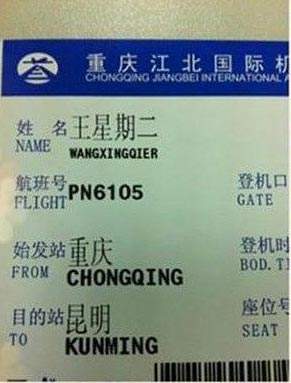 重庆江北国际机
CHONGQING JIANGBEI INTERNATIONAL A
姓 名 王星期二
NAME WANGXINGQIER
航班号 PN6105 登机口
FLIGHT GATE
始发站 重庆 登机时
FROM CHONGQING BOD.TI
目的站 昆明 座位号
TO KUNMING SEAT